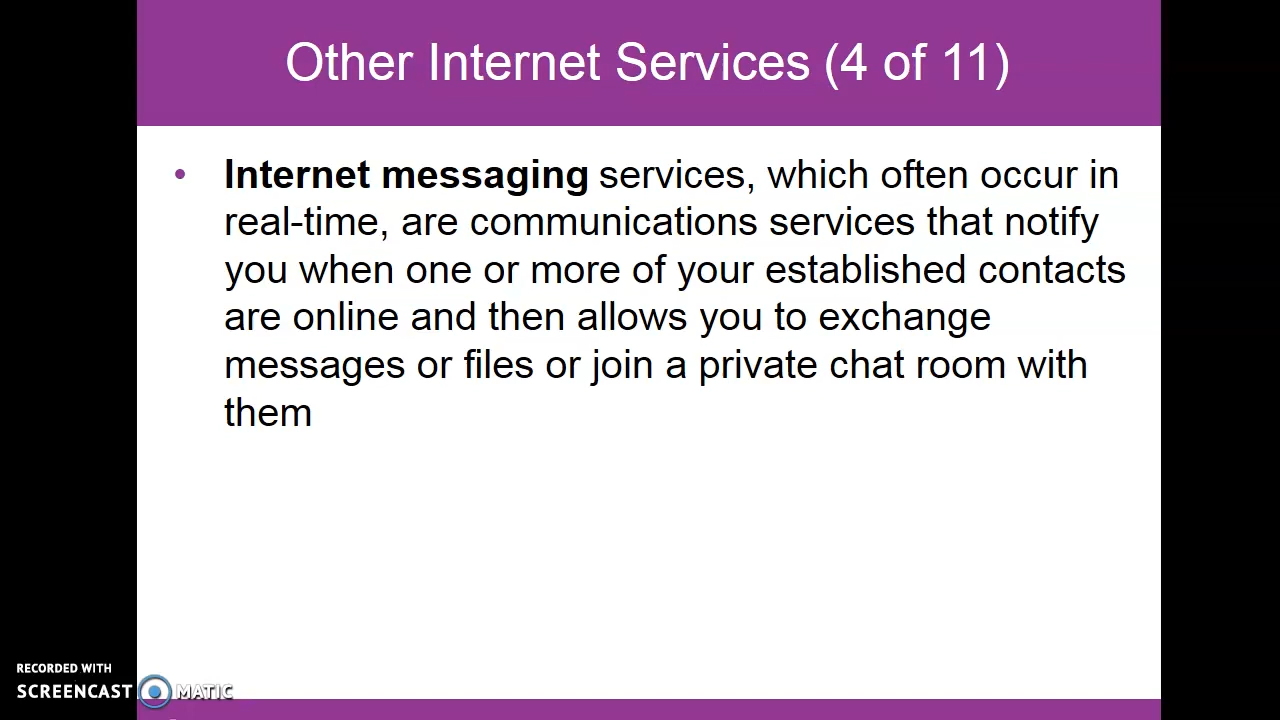 Other Internet Services (4 of 11)
• Internet messaging services, which often occur in
real-time, are communications services that notify
you when one or more of your established contacts
are online and then allows you to exchange
messages or files or join a private chat room with
them
RECORDED WITH
SCREENCAST MATIC